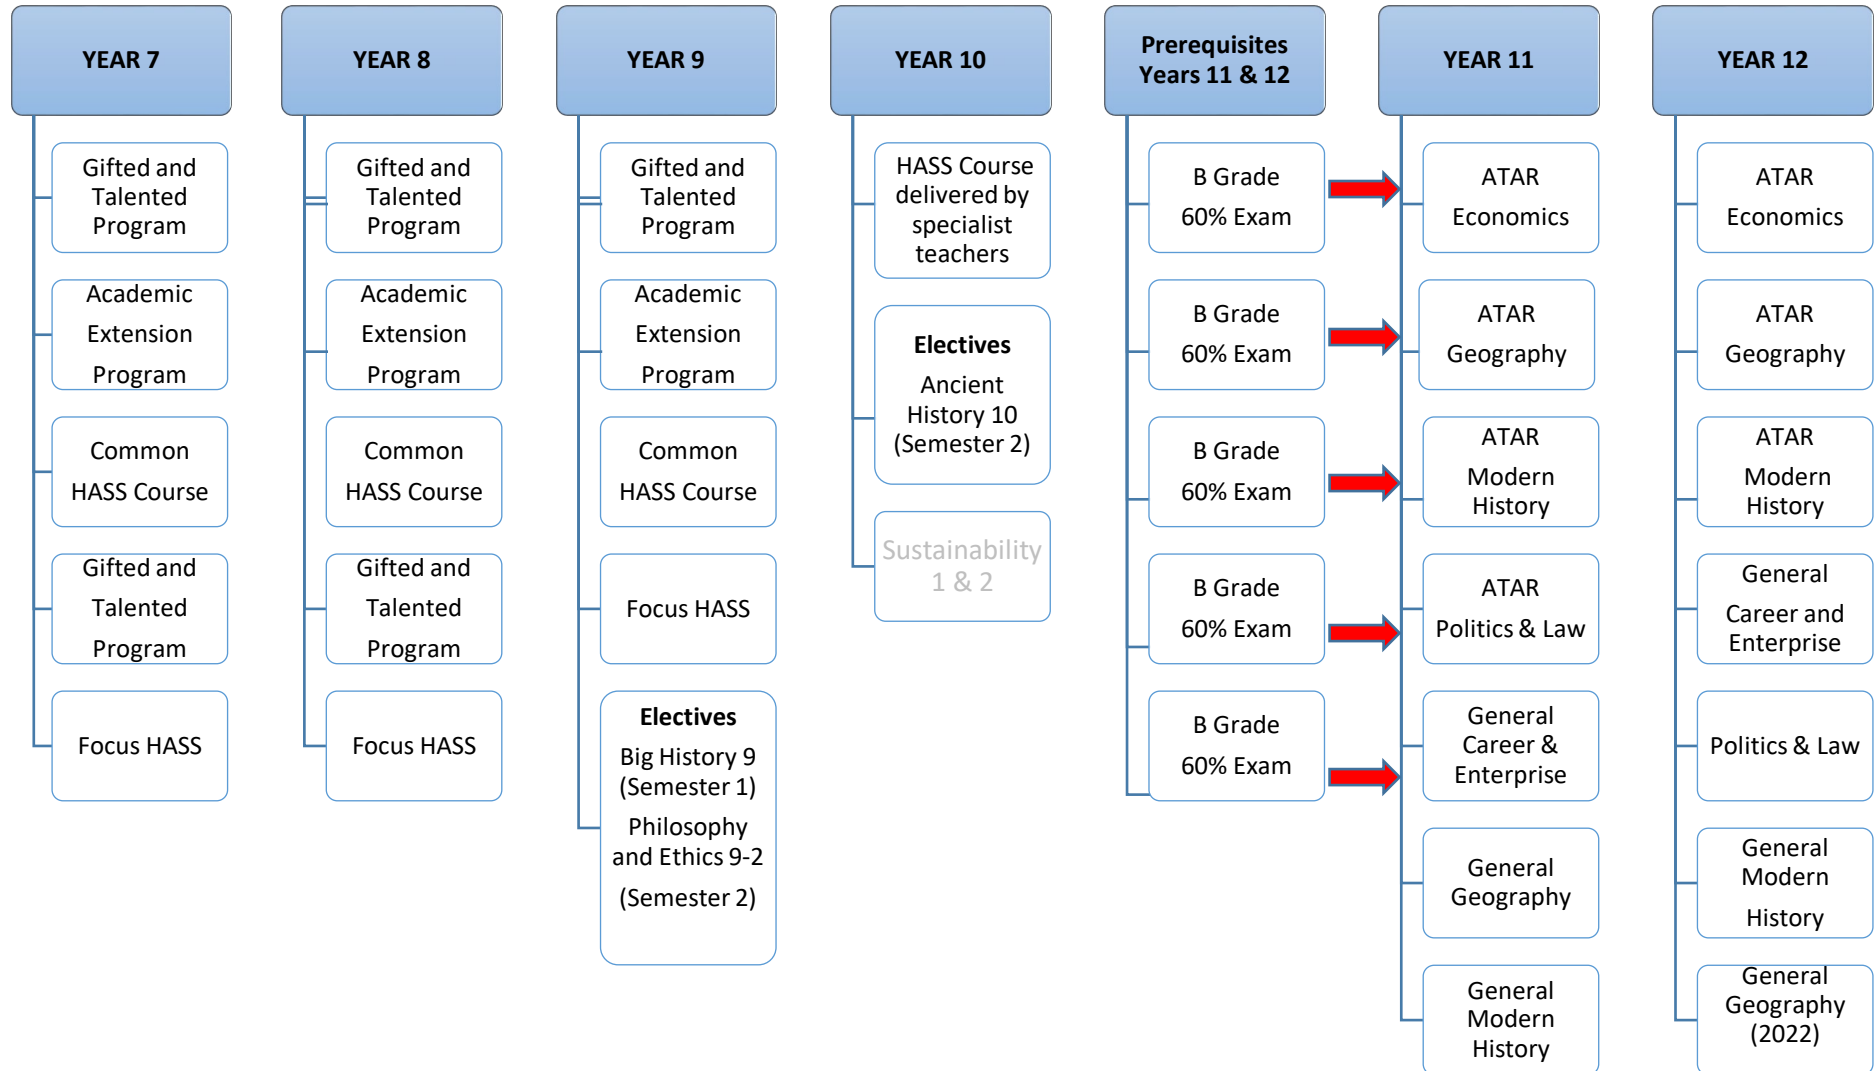 YEAR 7
Gifted and
Talented
Program
Academic
Extension
Program
Common
HASS Course
Gifted and
Talented
Program
Focus HASS
YEAR 8
Gifted and
Talented
Program
Academic
Extension
Program
Common
HASS Course
Gifted and
Talented
Program
Focus HASS
YEAR 9
Gifted and
Talented
Program
Academic
Extension
Program
Common
HASS Course
Focus HASS
Electives
Big History 9
(Semester 1)
Philosophy
and Ethics 9-2
(Semester 2)
YEAR 10
HASS Course
delivered by
specialist
teachers
Electives
Ancient
History 10
(Semester 2)
Sustainability
1 & 2
Prerequisites
Years 11 & 12
B Grade
60% Exam
B Grade
60% Exam
B Grade
60% Exam
B Grade
60% Exam
B Grade
60% Exam
YEAR 11
ATAR
Economics
ATAR
Geography
ATAR
Modern
History
ATAR
Politics & Law
General
Career &
Enterprise
General
Geography
General
Modern
History
YEAR 12
ATAR
Economics
ATAR
Geography
ATAR
Modern
History
General
Career and
Enterprise
Politics & Law
General
Modern
History
General
Geography
(2022)